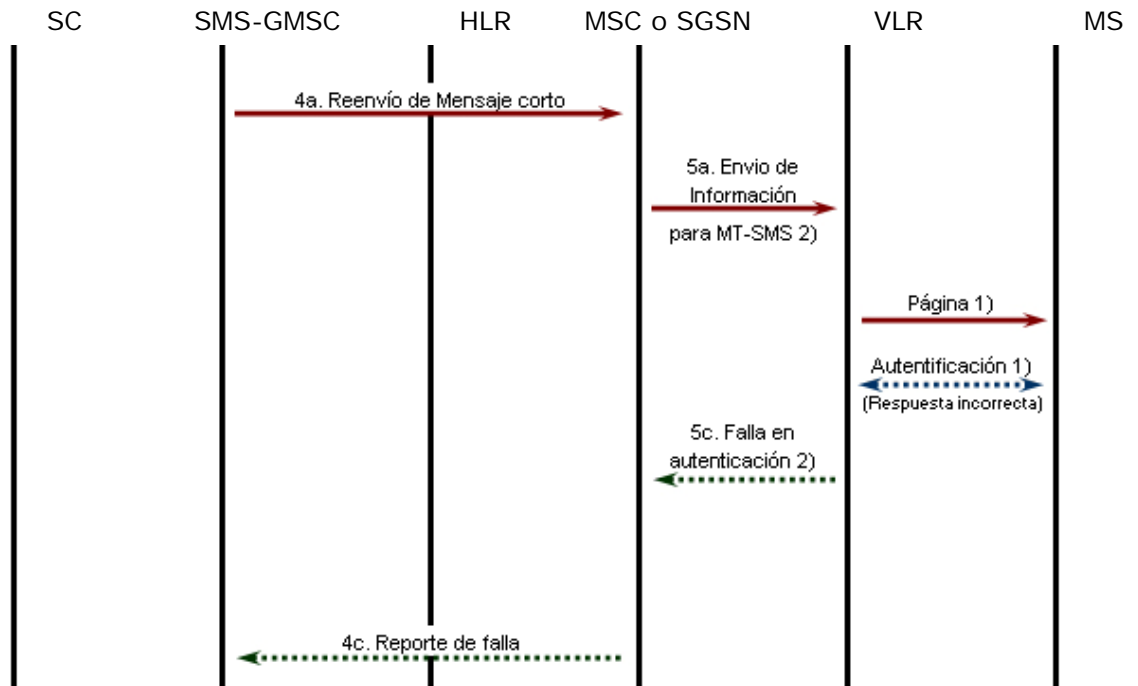 SC SMS-GMSC HLR MSC o SGSN VLR MS
4a. Reenvío de Mensaje corto
5a. Envio de
Información
para MT-SMS 2)
Página 1)
Autentificación 1)
(Respuesta incorrecta)
5c. Falla en
autenticación 2)
4c. Reporte de falla